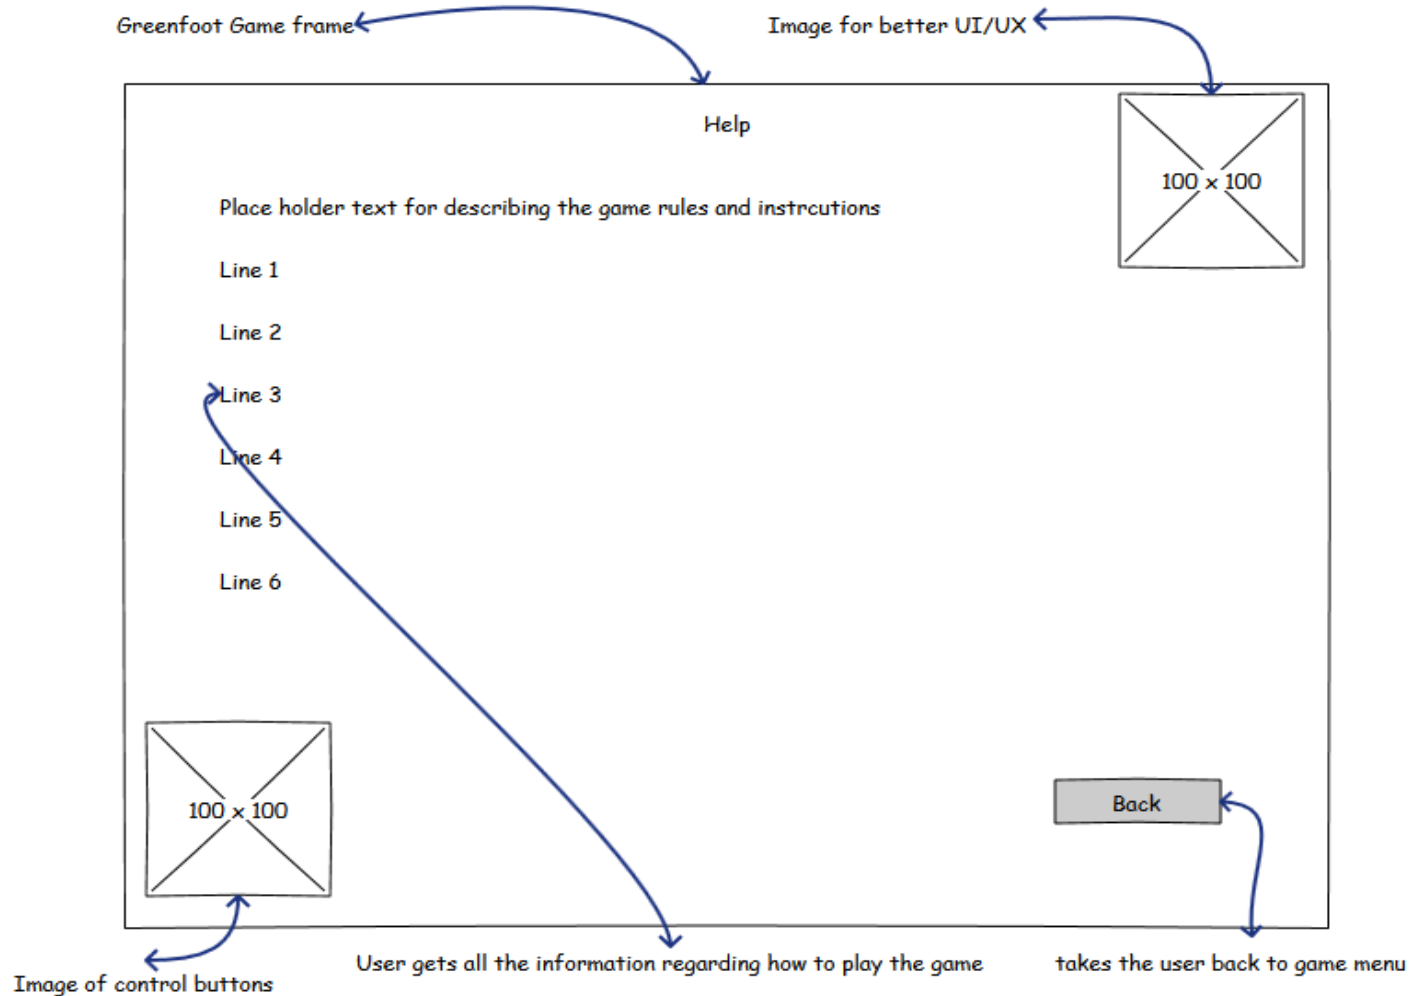 Greenfoot Game frame
Image for better UI/UX
Help
100 x 100
Place holder text for describing the game rules and instrcutions
Line 1
Line 2
Line 3
Line 4
Line 5
Line 6
100 x 100
Back
Image of control buttons
User gets all the information regarding how to play the game
takes the user back to game menu